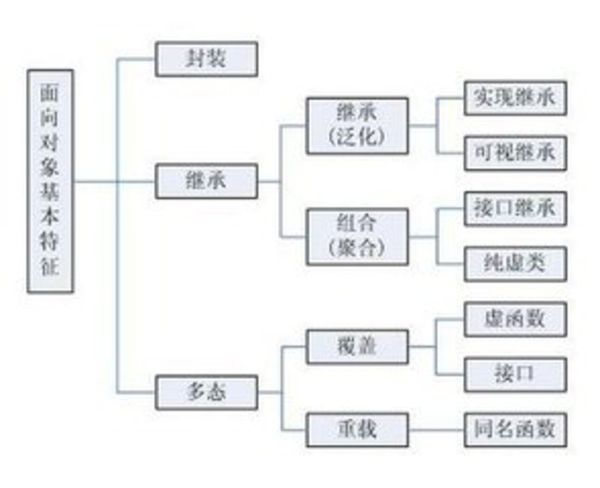 面向对象基本特征
封装
继承
继承
(泛化)
实现继承
可视继承
组合
(聚合)
接口继承
纯虚类
多态
覆盖
虚函数
接口
重载
同名函数